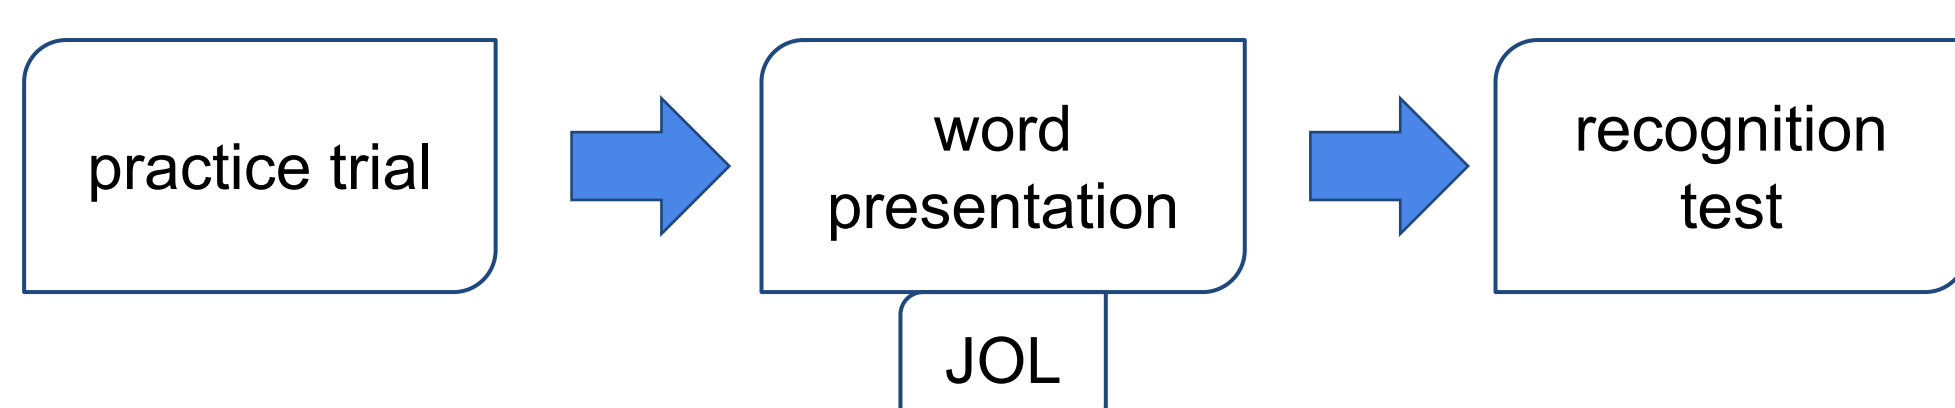 practice trial
word
presentation
recognition
test
JOL